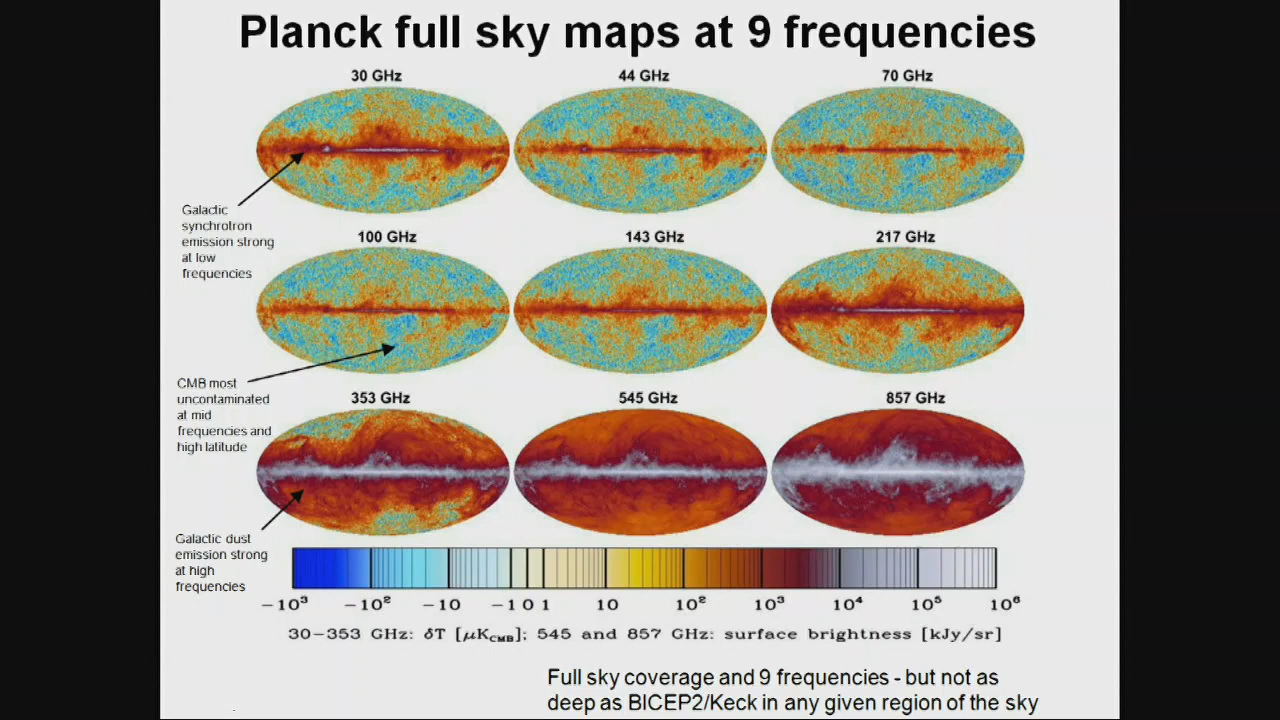 Planck full sky maps at 9 frequencies
30 GHz
44 GHz
70 GHz
Galactic
synchrotron
emission strong
at low
frequencies
100 GHz
143 GHz
217 GHz
CMB most
uncontaminated
at mid
frequencies and
high latitude
353 GHz
545 GHz
857 GHz
Galactic dust
emission strong
at high
frequencies
−10³ −10² −10 −1 0 1 10 10² 10³ 10⁴ 10⁵ 10⁶
30−353 GHz: δT [μK_CMB]; 545 and 857 GHz: surface brightness [kJy/sr]
Full sky coverage and 9 frequencies - but not as
deep as BICEP2/Keck in any given region of the sky